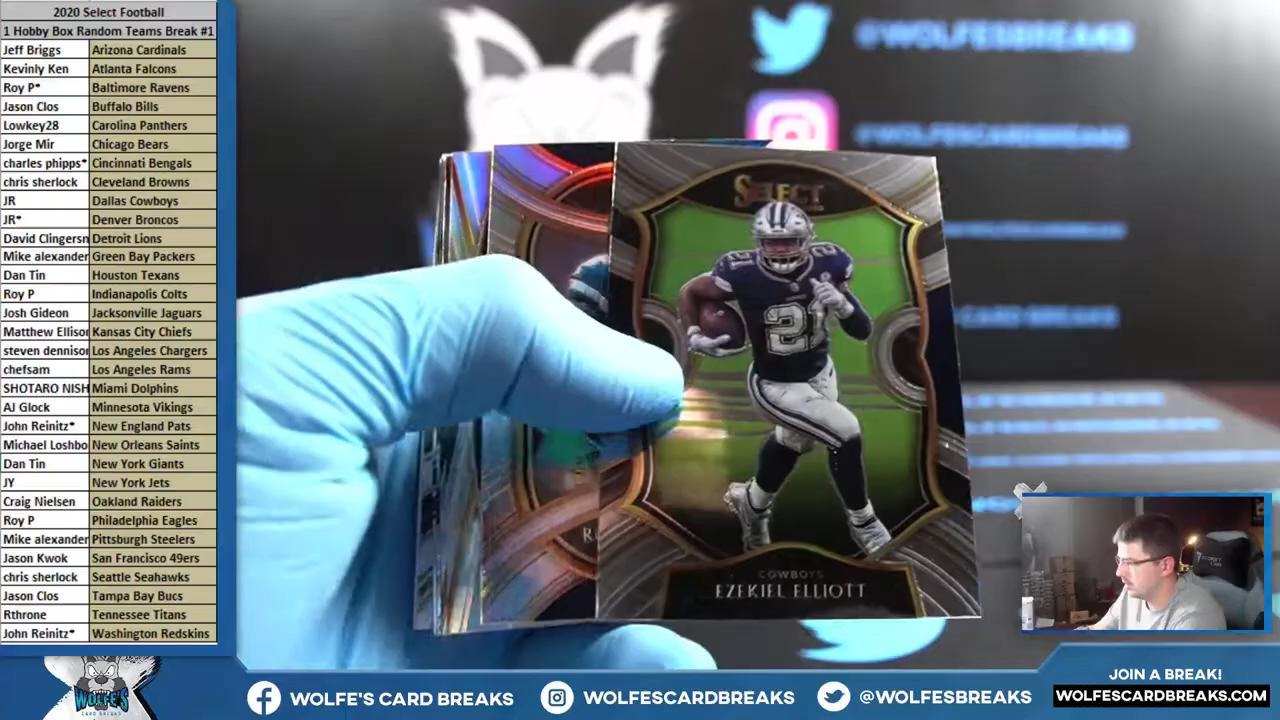 2020 Select Football
1 Hobby Box Random Teams Break #1
Jeff Briggs Arizona Cardinals
Kevinly Ken Atlanta Falcons
Roy P* Baltimore Ravens
Jason Clos Buffalo Bills
Lowkey28 Carolina Panthers
Jorge Mir Chicago Bears
charles phipps* Cincinnati Bengals
chris sherlock Cleveland Browns
JR Dallas Cowboys
JR* Denver Broncos
David Clingersn Detroit Lions
Mike alexander Green Bay Packers
Dan Tin Houston Texans
Roy P Indianapolis Colts
Josh Gideon Jacksonville Jaguars
Matthew Ellison Kansas City Chiefs
steven dennison Los Angeles Chargers
chefsam Los Angeles Rams
SHOTARO NISH Miami Dolphins
AJ Glock Minnesota Vikings
John Reinitz* New England Pats
Michael Loshbo New Orleans Saints
Dan Tin New York Giants
JY New York Jets
Craig Nielsen Oakland Raiders
Roy P Philadelphia Eagles
Mike alexander Pittsburgh Steelers
Jason Kwok San Francisco 49ers
chris sherlock Seattle Seahawks
Jason Clos Tampa Bay Bucs
Rthrone Tennessee Titans
John Reinitz* Washington Redskins
@WOLFESBREAKS
@WOLFESCARDBREAKS
SELECT
21
21
COWBOYS
EZEKIEL ELLIOTT
R
WOLFE'S
CARD BREAKS
WOLFE'S CARD BREAKS
WOLFESCARDBREAKS
@WOLFESBREAKS
JOIN A BREAK!
WOLFESCARDBREAKS.COM